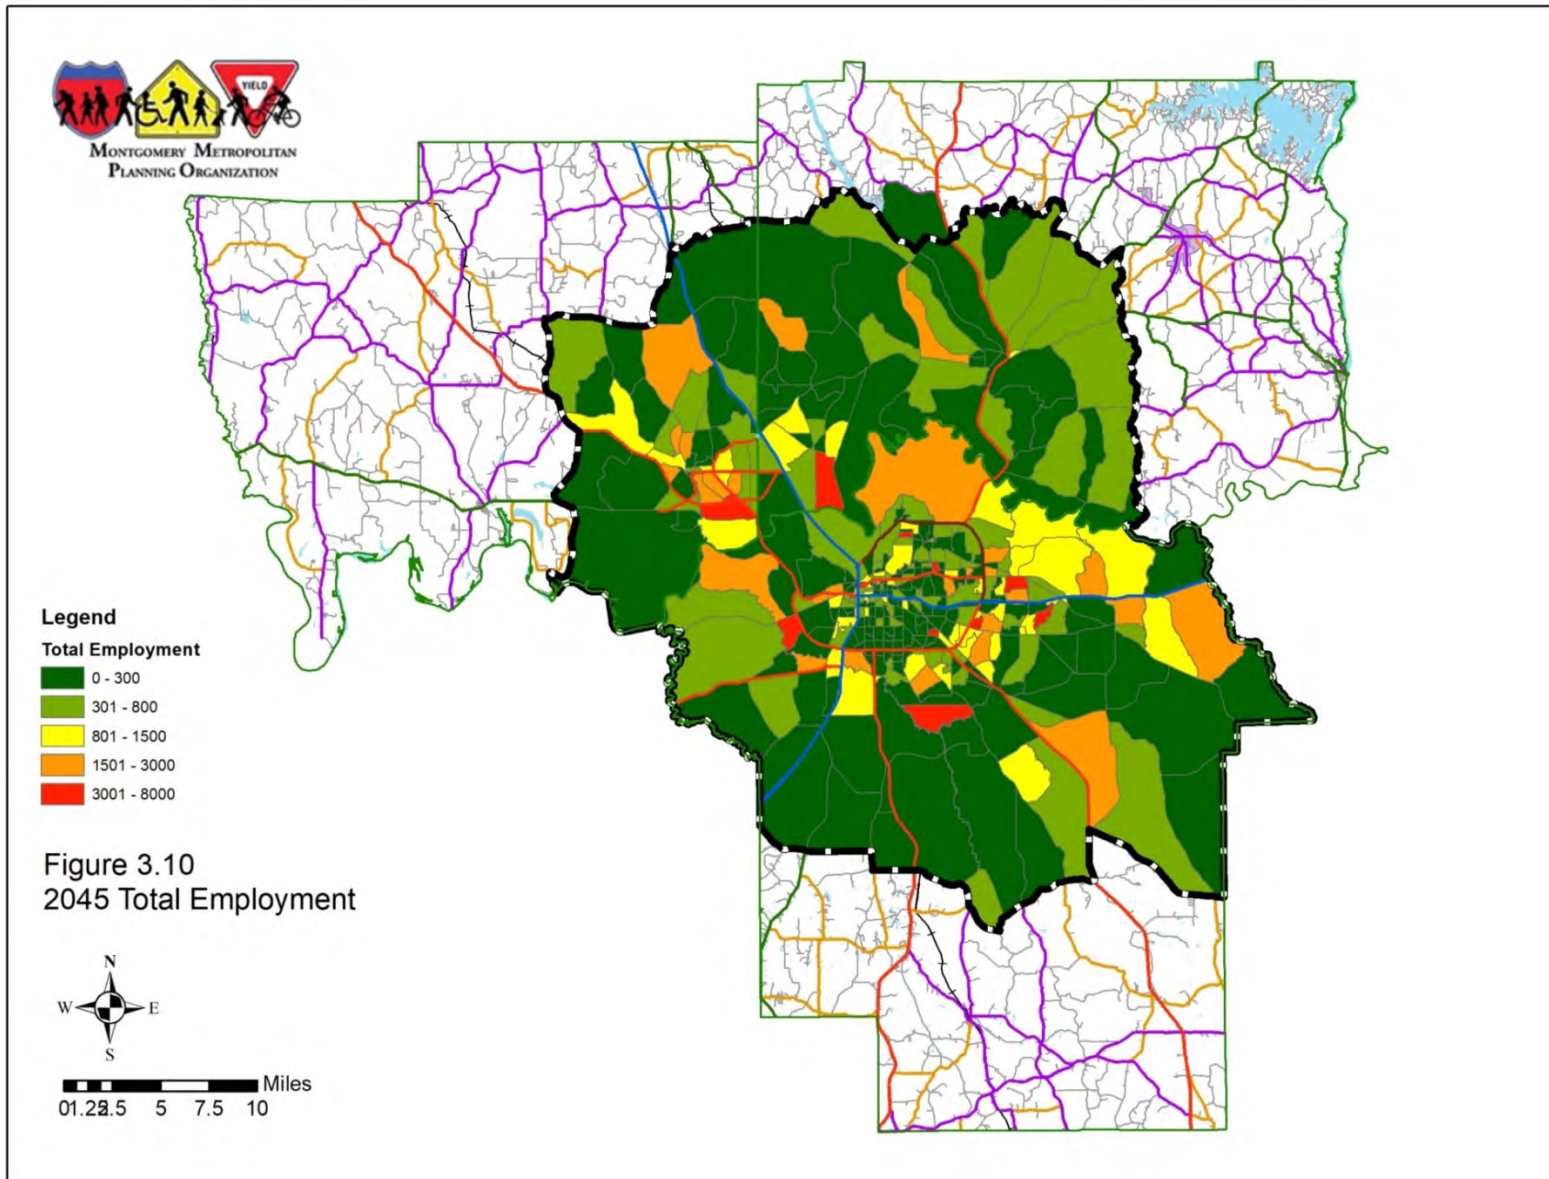 YIELD
MONTGOMERY METROPOLITAN
PLANNING ORGANIZATION
Legend
Total Employment
0 - 300
301 - 800
801 - 1500
1501 - 3000
3001 - 8000
Figure 3.10
2045 Total Employment
N
W E
S
Miles
01.252.5 5 7.5 10